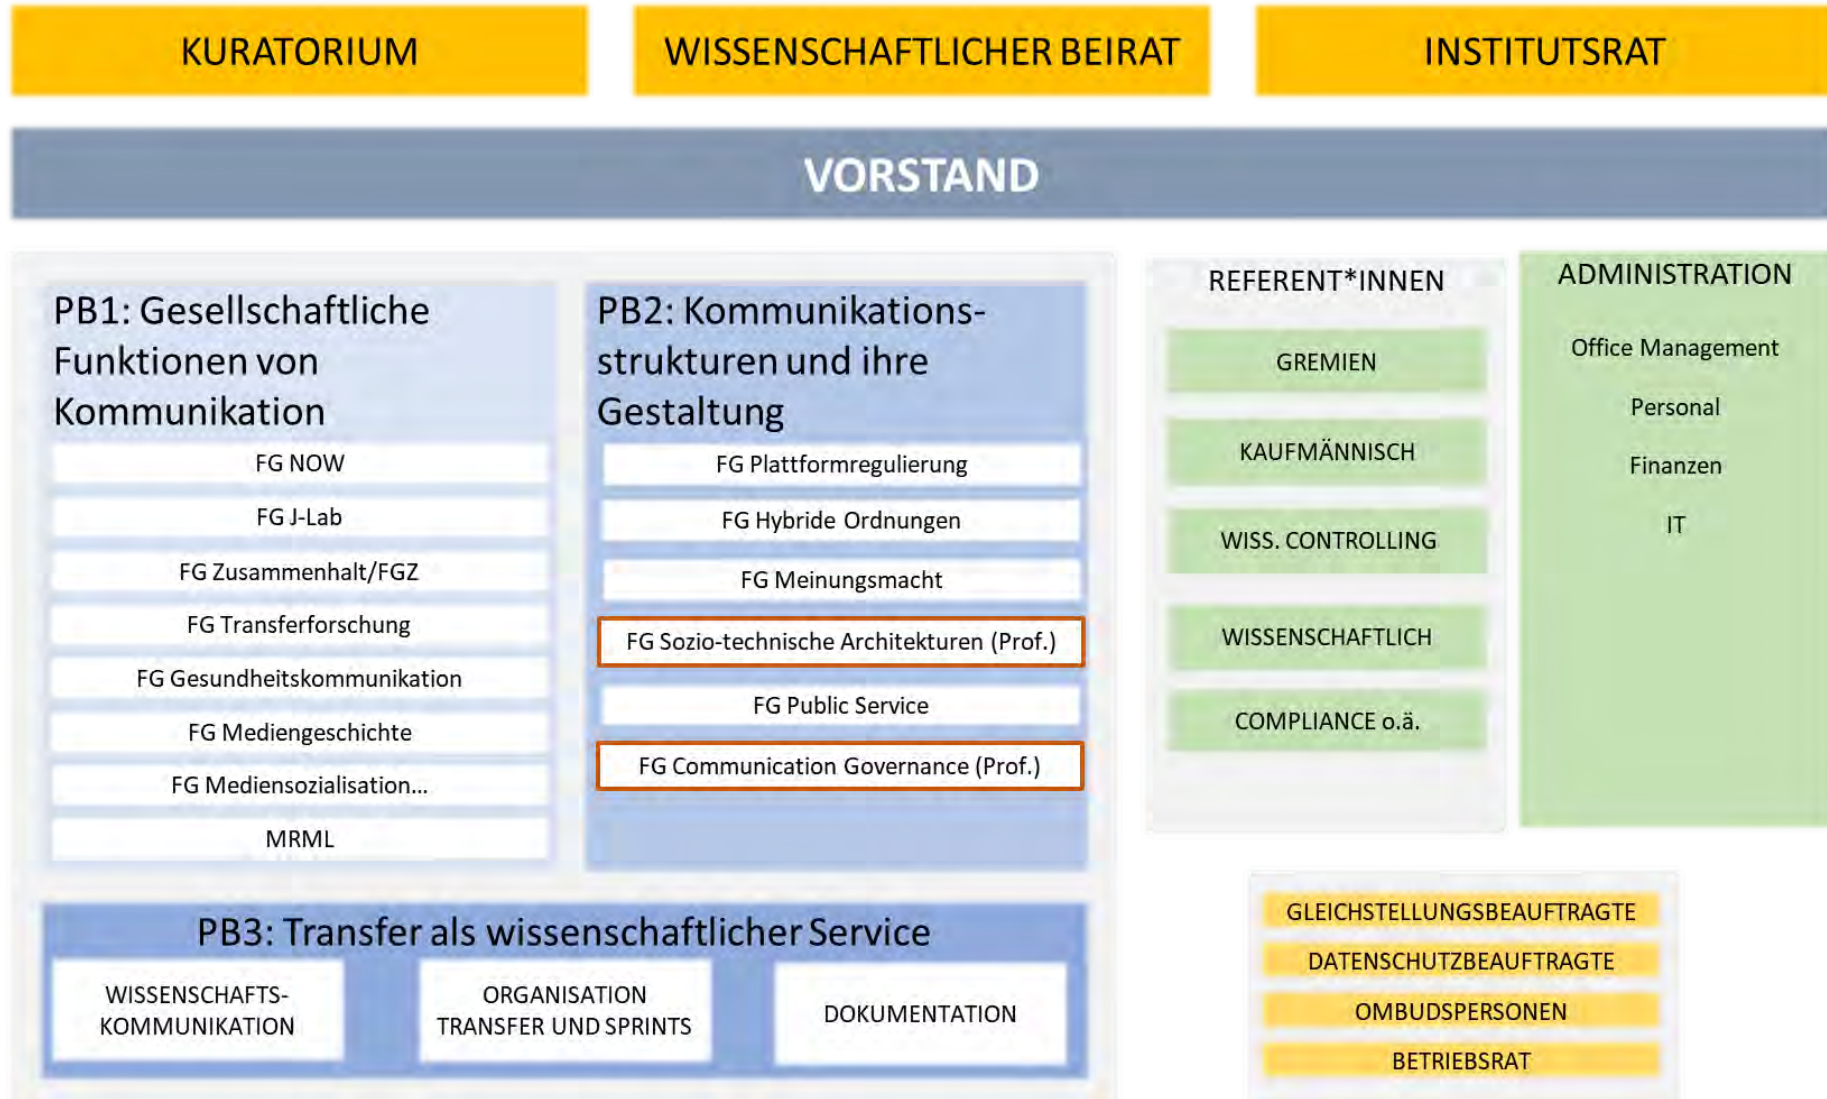 KURATORIUM
WISSENSCHAFTLICHER BEIRAT
INSTITUTSRAT
VORSTAND
PB1: Gesellschaftliche
Funktionen von
Kommunikation
FG NOW
FG J-Lab
FG Zusammenhalt/FGZ
FG Transferforschung
FG Gesundheitskommunikation
FG Mediengeschichte
FG Mediensozialisation...
MRML
PB2: Kommunikations-
strukturen und ihre
Gestaltung
FG Plattformregulierung
FG Hybride Ordnungen
FG Meinungsmacht
FG Sozio-technische Architekturen (Prof.)
FG Public Service
FG Communication Governance (Prof.)
PB3: Transfer als wissenschaftlicher Service
WISSENSCHAFTS-
KOMMUNIKATION
ORGANISATION
TRANSFER UND SPRINTS
DOKUMENTATION
REFERENT*INNEN
GREMIEN
KAUFMÄNNISCH
WISS. CONTROLLING
WISSENSCHAFTLICH
COMPLIANCE o.ä.
ADMINISTRATION
Office Management
Personal
Finanzen
IT
GLEICHSTELLUNGSBEAUFTRAGTE
DATENSCHUTZBEAUFTRAGTE
OMBUDSPERSONEN
BETRIEBSRAT